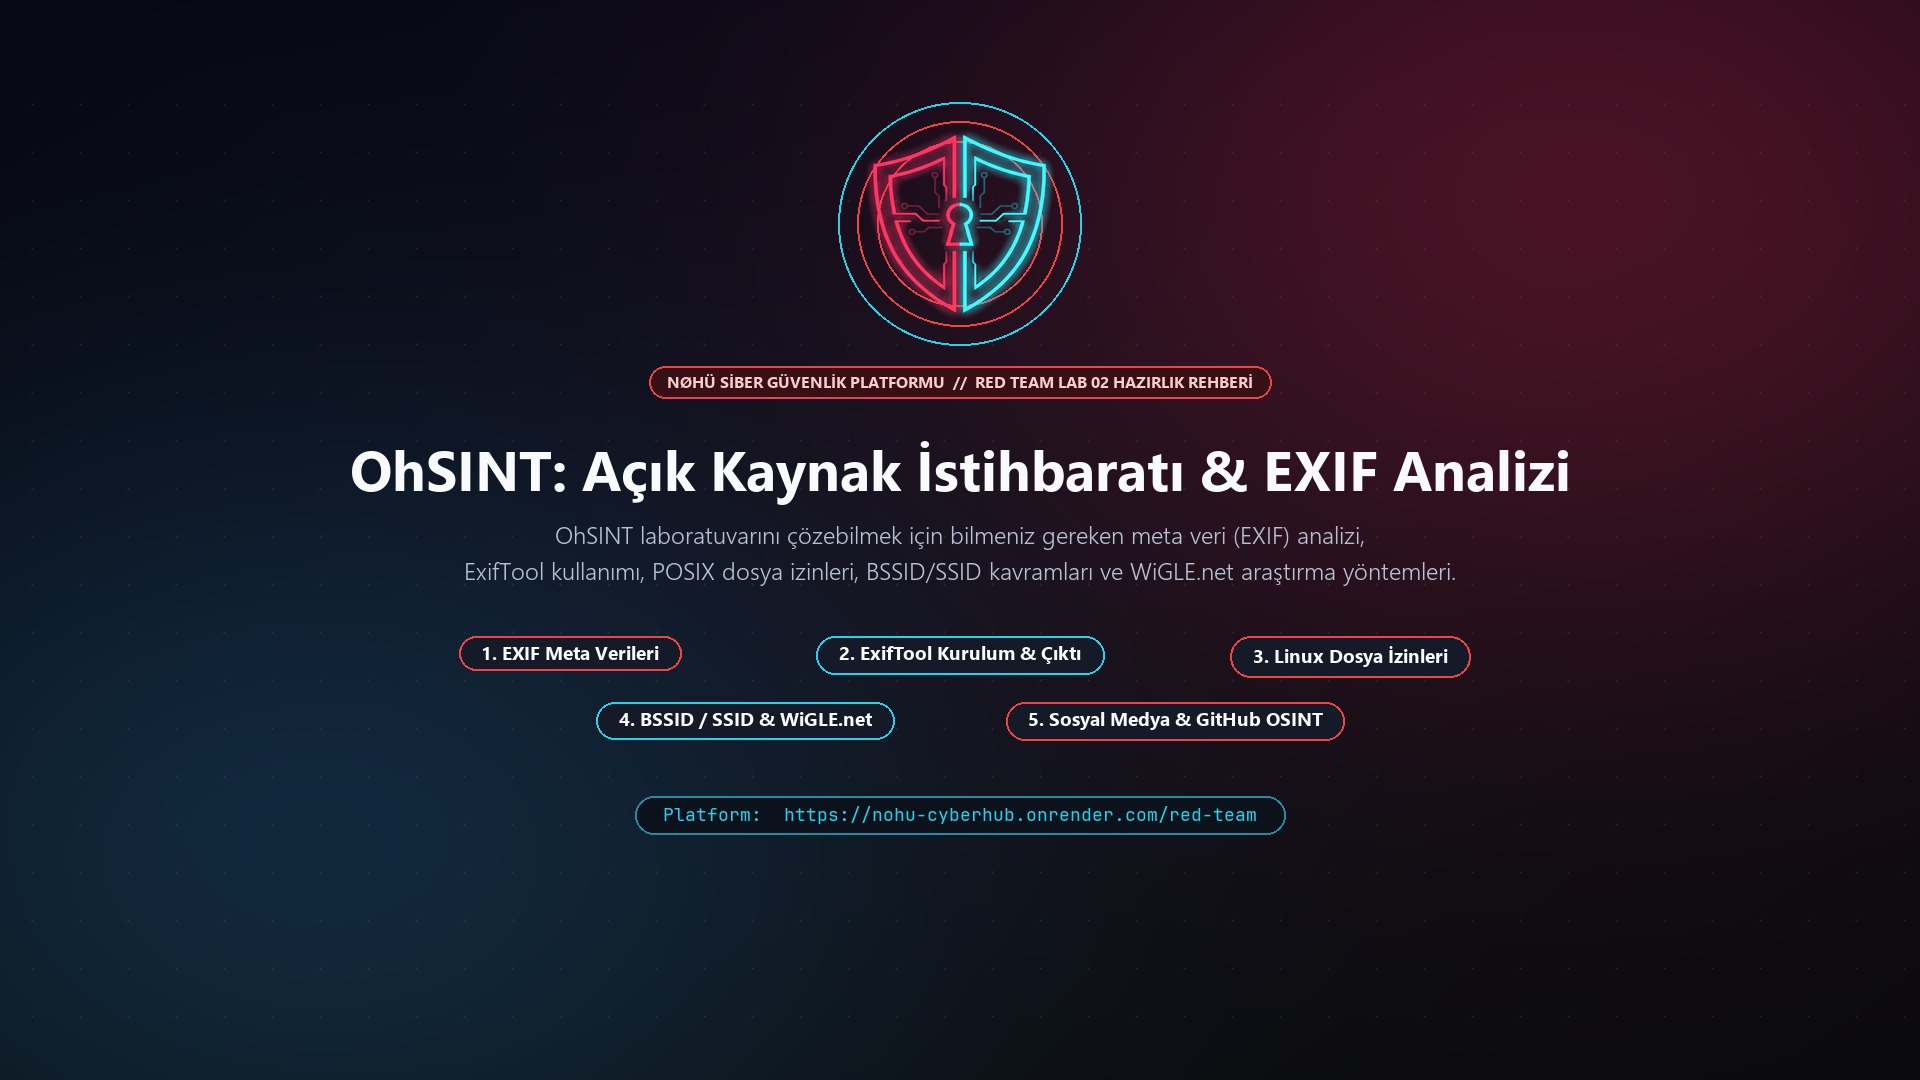 NØHÜ SİBER GÜVENLİK PLATFORMU // RED TEAM LAB 02 HAZIRLIK REHBERİ
OhSINT: Açık Kaynak İstihbaratı & EXIF Analizi
OhSINT laboratuvarını çözebilmek için bilmeniz gereken meta veri (EXIF) analizi,
ExifTool kullanımı, POSIX dosya izinleri, BSSID/SSID kavramları ve WiGLE.net araştırma yöntemleri.
1. EXIF Meta Verileri
2. ExifTool Kurulum & Çıktı
3. Linux Dosya İzinleri
4. BSSID / SSID & WiGLE.net
5. Sosyal Medya & GitHub OSINT
Platform: https://nohu-cyberhub.onrender.com/red-team